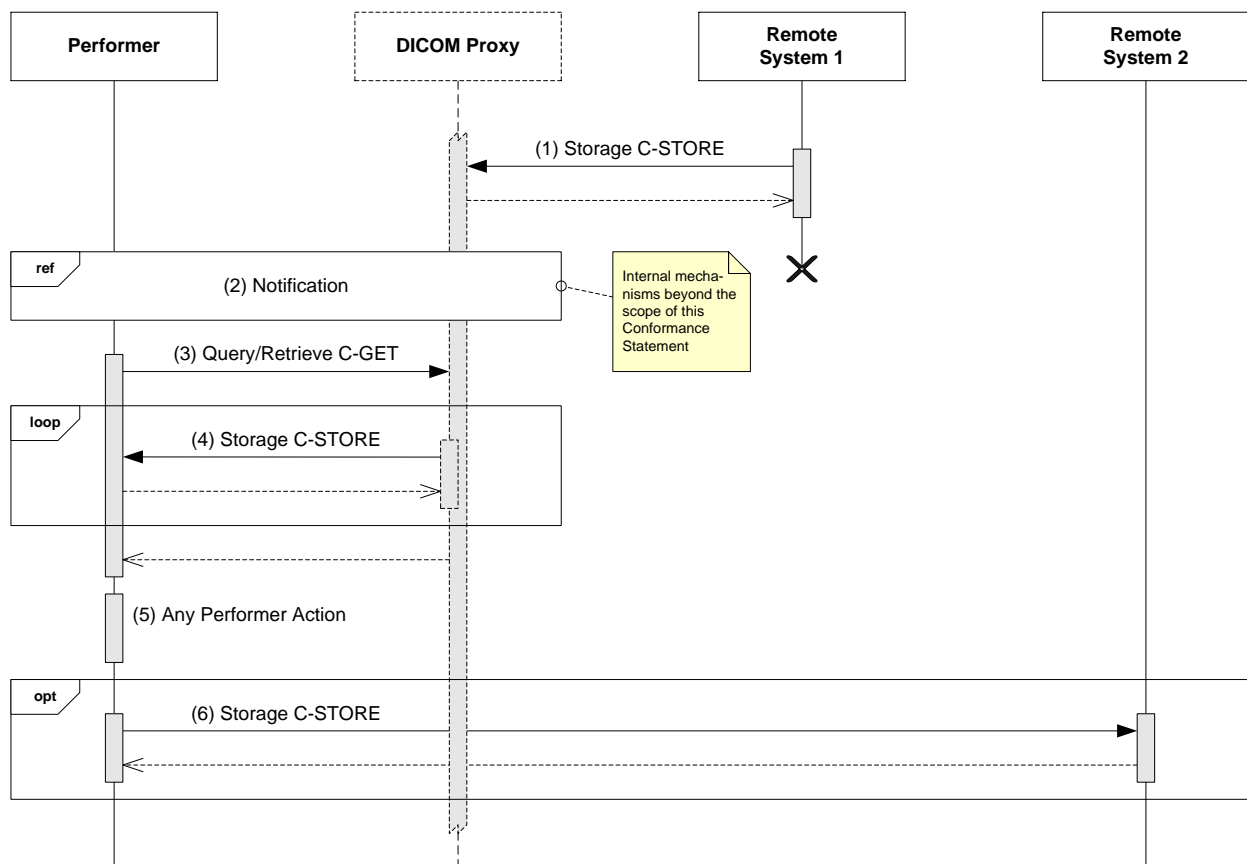 Performer
DICOM Proxy
Remote
System 1
Remote
System 2
(1) Storage C-STORE
ref
(2) Notification
Internal mecha-
nisms beyond the
scope of this
Conformance
Statement
(3) Query/Retrieve C-GET
loop
(4) Storage C-STORE
(5) Any Performer Action
opt
(6) Storage C-STORE